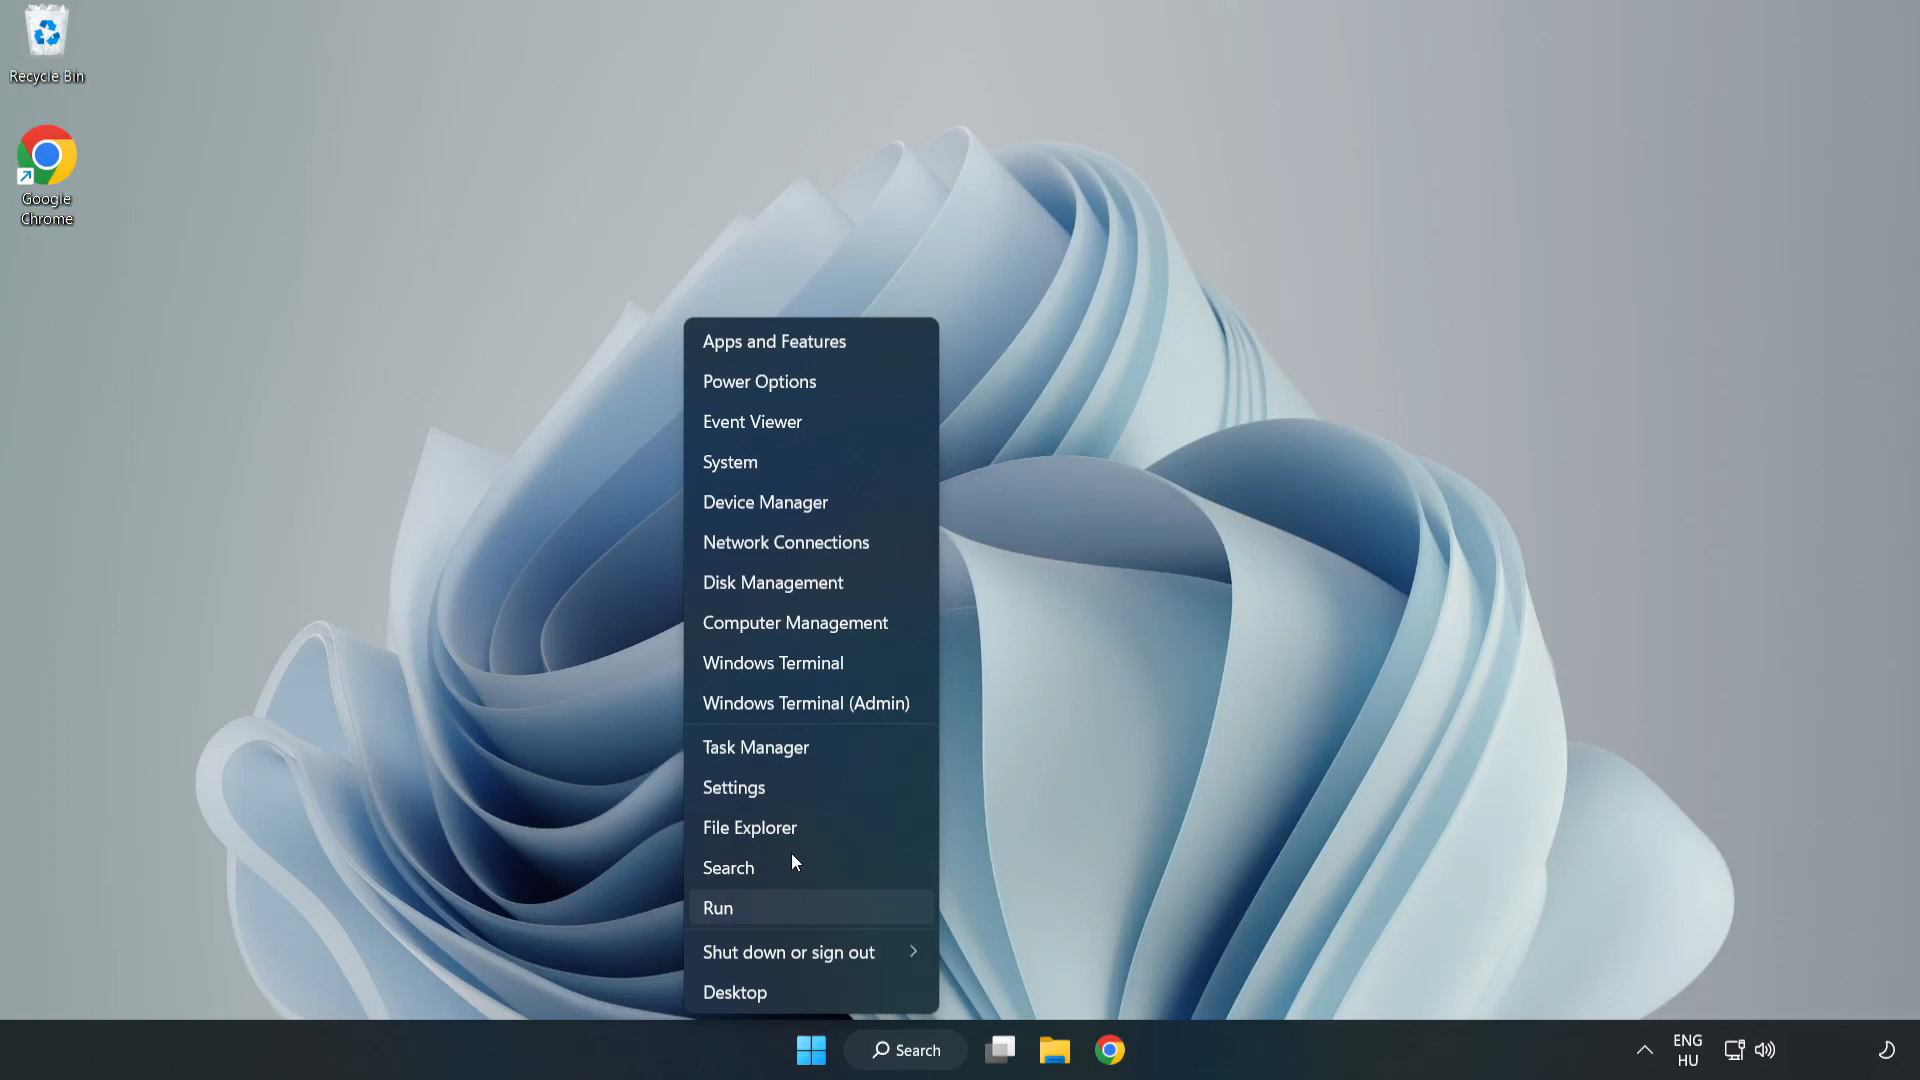 Recycle Bin
Google
Chrome
Apps and Features
Power Options
Event Viewer
System
Device Manager
Network Connections
Disk Management
Computer Management
Windows Terminal
Windows Terminal (Admin)
Task Manager
Settings
File Explorer
Search
Run
Shut down or sign out
Desktop
Search
ENG
HU